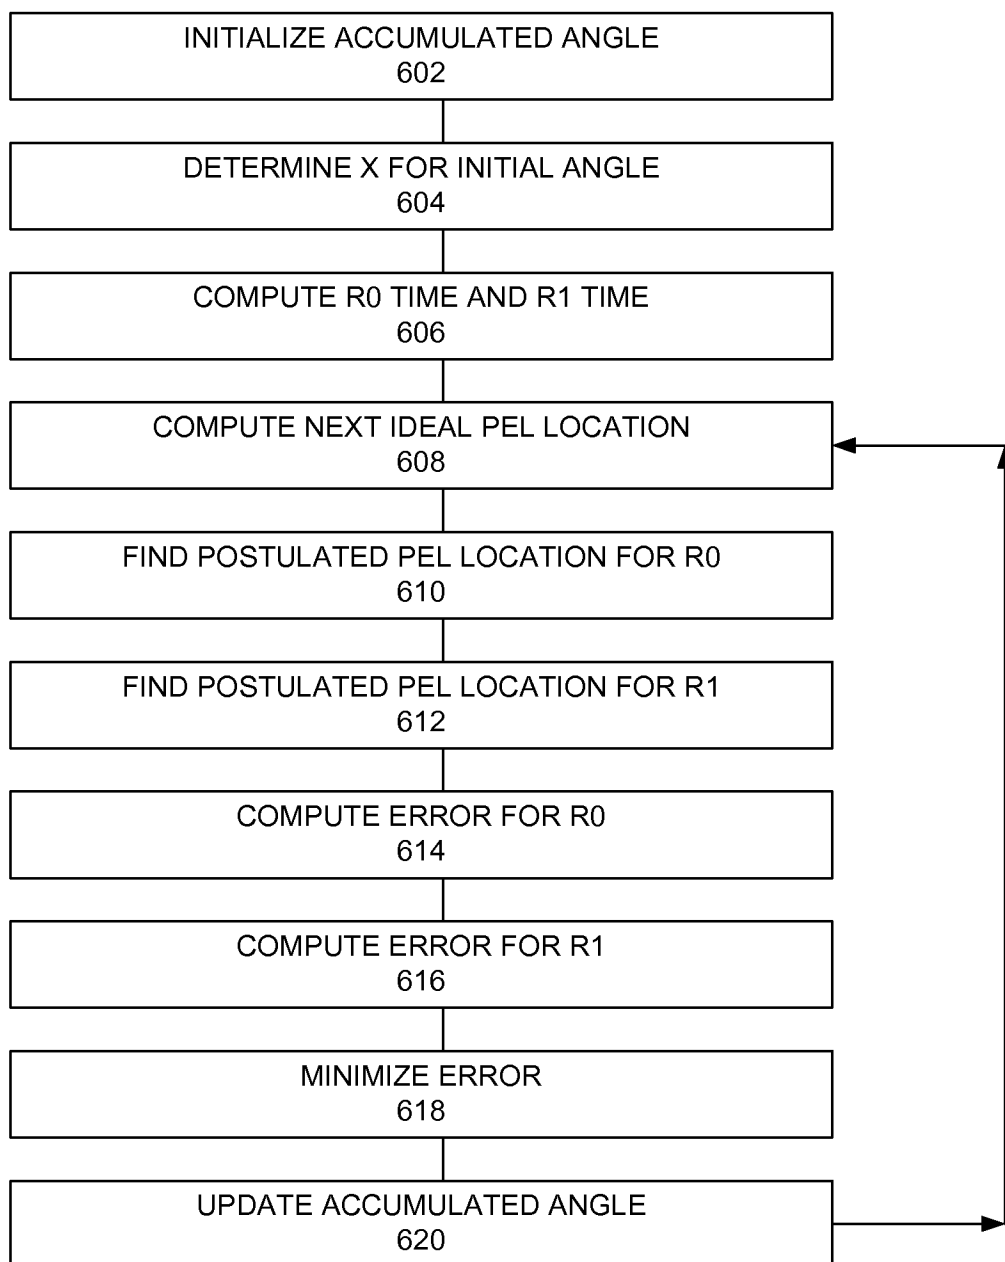 INITIALIZE ACCUMULATED ANGLE
602
DETERMINE X FOR INITIAL ANGLE
604
COMPUTE R0 TIME AND R1 TIME
606
COMPUTE NEXT IDEAL PEL LOCATION
608
FIND POSTULATED PEL LOCATION FOR R0
610
FIND POSTULATED PEL LOCATION FOR R1
612
COMPUTE ERROR FOR R0
614
COMPUTE ERROR FOR R1
616
MINIMIZE ERROR
618
UPDATE ACCUMULATED ANGLE
620